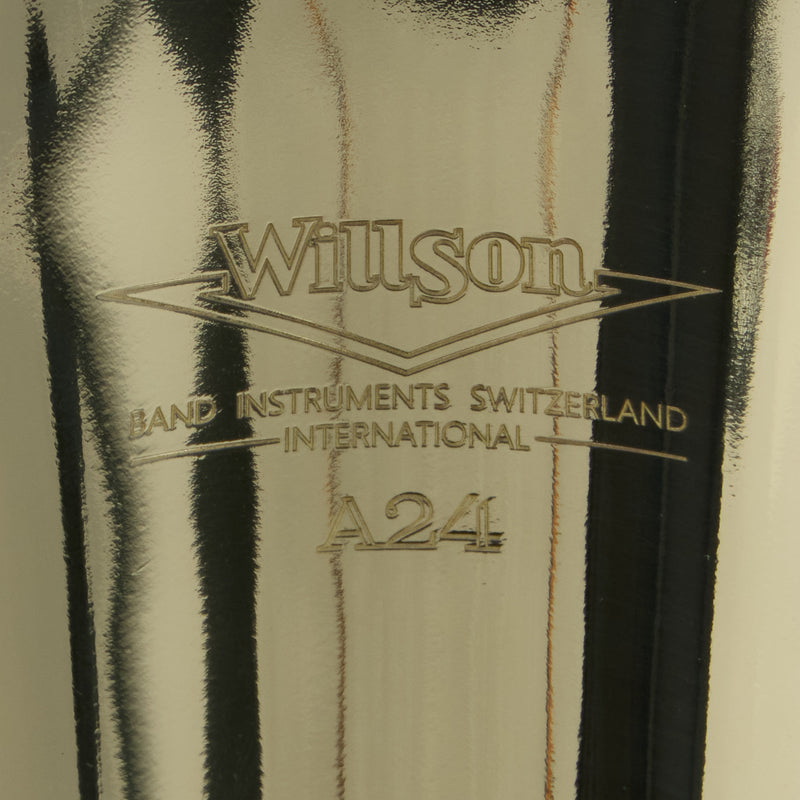 Willson
BAND INSTRUMENTS SWITZERLAND
INTERNATIONAL
A24